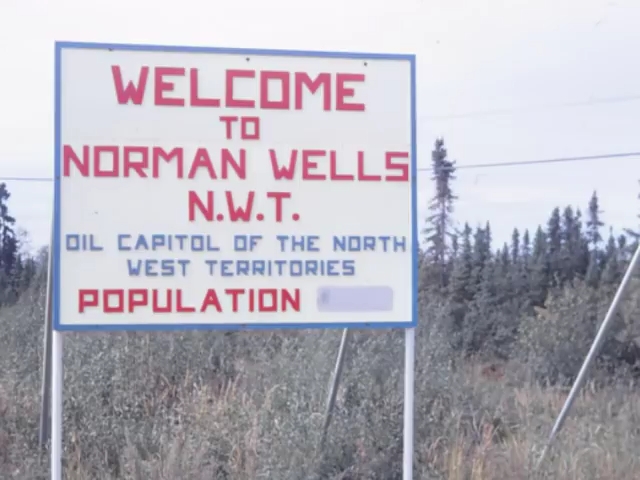 WELCOME
TO
NORMAN WELLS
N.W.T.
OIL CAPITOL OF THE NORTH
WEST TERRITORIES
POPULATION